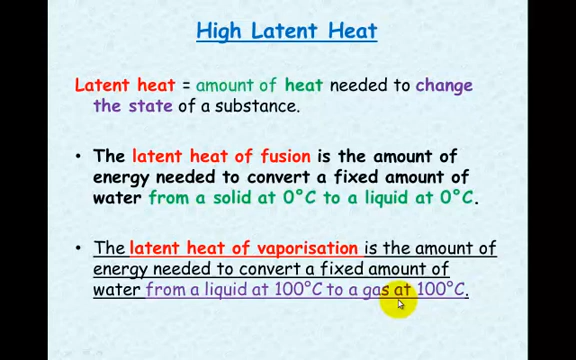 High Latent Heat
Latent heat = amount of heat needed to change
the state of a substance.
• The latent heat of fusion is the amount of
energy needed to convert a fixed amount of
water from a solid at 0°C to a liquid at 0°C.
• The latent heat of vaporisation is the amount of
energy needed to convert a fixed amount of
water from a liquid at 100°C to a gas at 100°C.